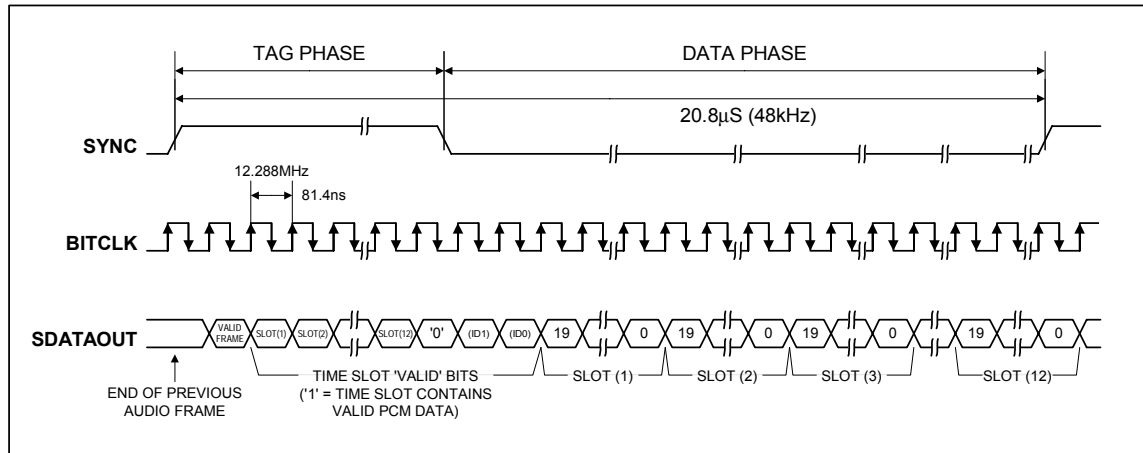 TAG PHASE DATA PHASE
20.8µS (48kHz)
SYNC
12.288MHz
81.4ns
BITCLK
SDATAOUT
VALID FRAME SLOT(1) SLOT(2) SLOT(12) '0' (ID1) (ID0) 19 0 19 0 19 0 19 0
END OF PREVIOUS
AUDIO FRAME
TIME SLOT 'VALID' BITS
('1' = TIME SLOT CONTAINS
VALID PCM DATA)
SLOT (1) SLOT (2) SLOT (3) SLOT (12)